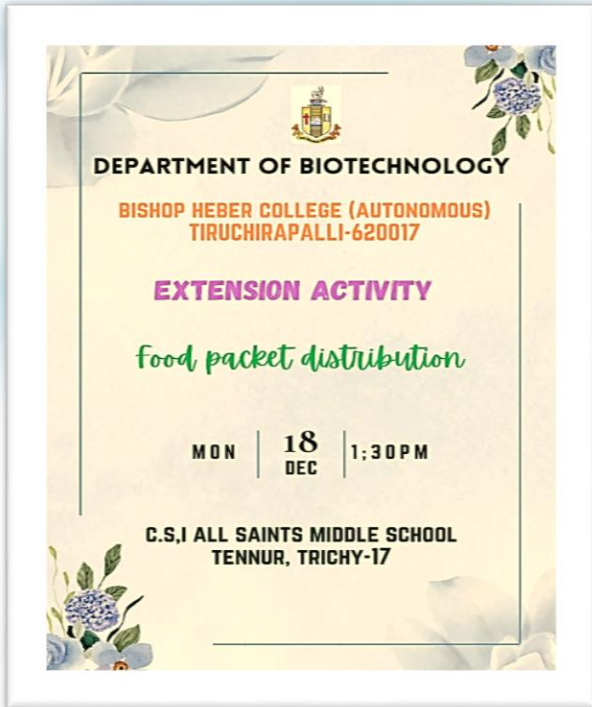 DEPARTMENT OF BIOTECHNOLOGY
BISHOP HEBER COLLEGE (AUTONOMOUS)
TIRUCHIRAPALLI-620017
EXTENSION ACTIVITY
Food packet distribution
MON 18 DEC 1;30PM
C.S,I ALL SAINTS MIDDLE SCHOOL
TENNUR, TRICHY-17